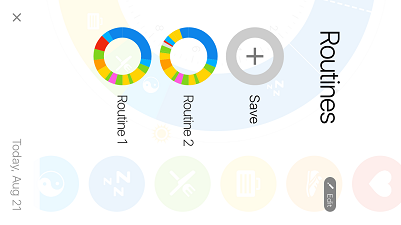 Routines
Edit
Save
Routine 2
Routine 1
Today, Aug 21